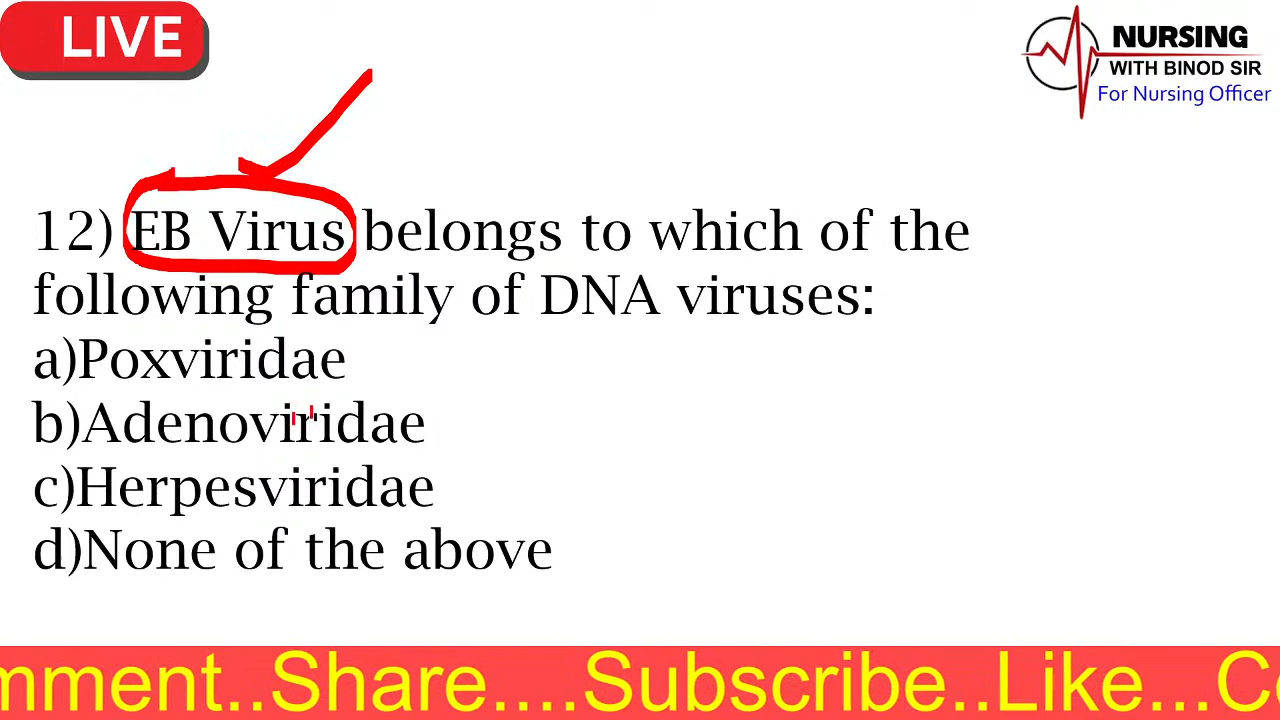 LIVE
NURSING
WITH BINOD SIR
For Nursing Officer
12) EB Virus belongs to which of the
following family of DNA viruses:
a)Poxviridae
b)Adenoviridae
c)Herpesviridae
d)None of the above
mment..Share....Subscribe..Like...Co